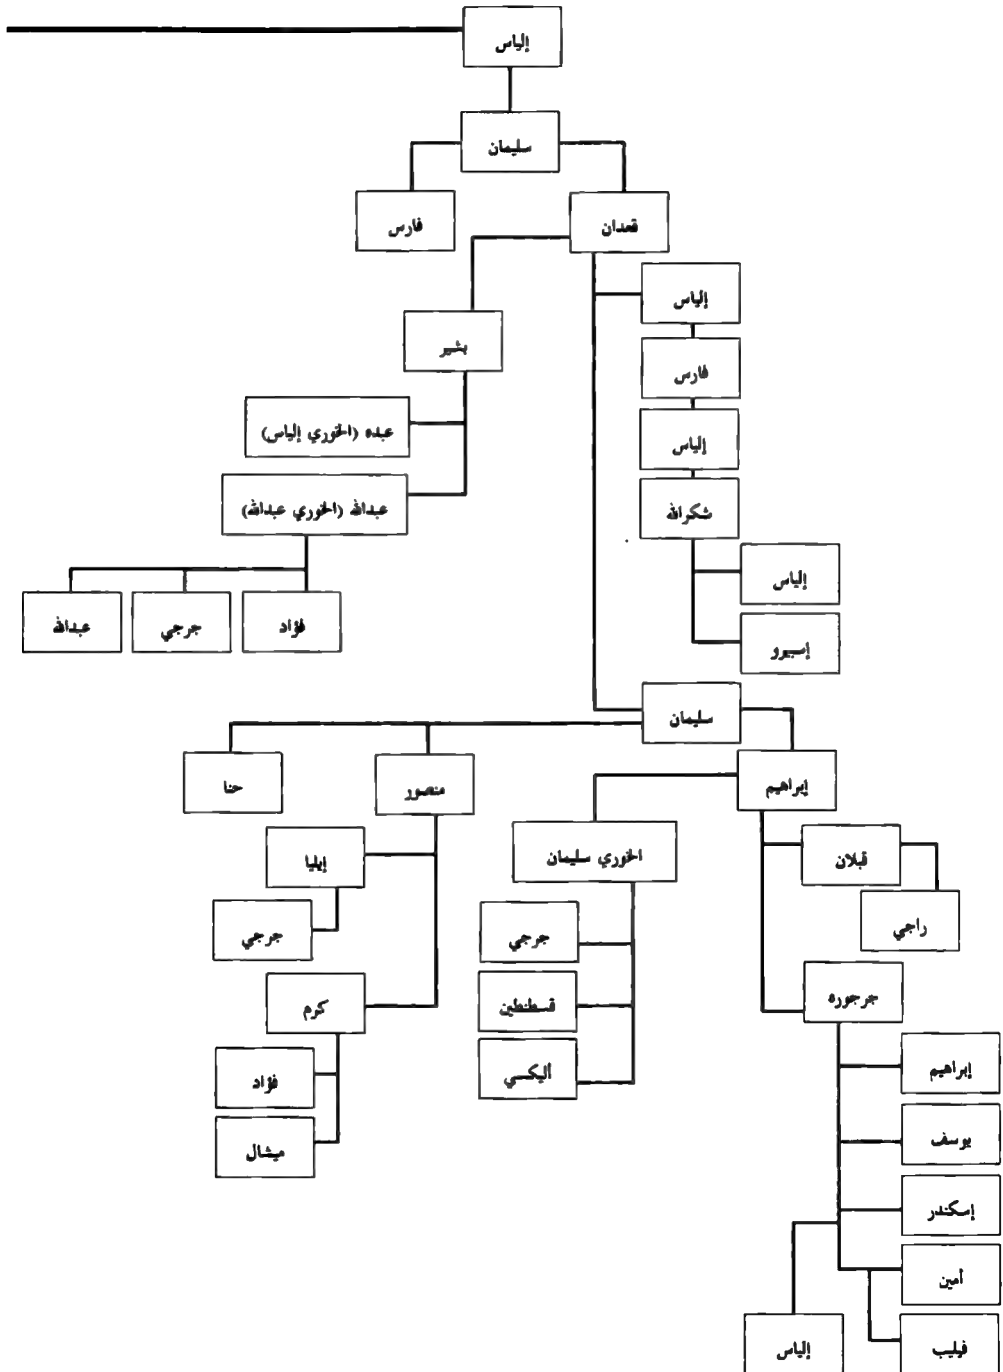 إلياس
سليمان
فارس
قعدان
إلياس
بشير
فارس
عبده (الخوري إلياس)
إلياس
عبدالله (الخوري عبدالله)
شكرالله
إلياس
فؤاد
جرجي
عبدالله
إسبيرو
سليمان
إبراهيم
منصور
حنا
الخوري سليمان
قبلان
إيليا
راجي
جرجي
جرجي
جرجوره
قسطنطين
كرم
أليكسي
إبراهيم
فؤاد
يوسف
ميشال
إسكندر
أمين
فيليب
إلياس